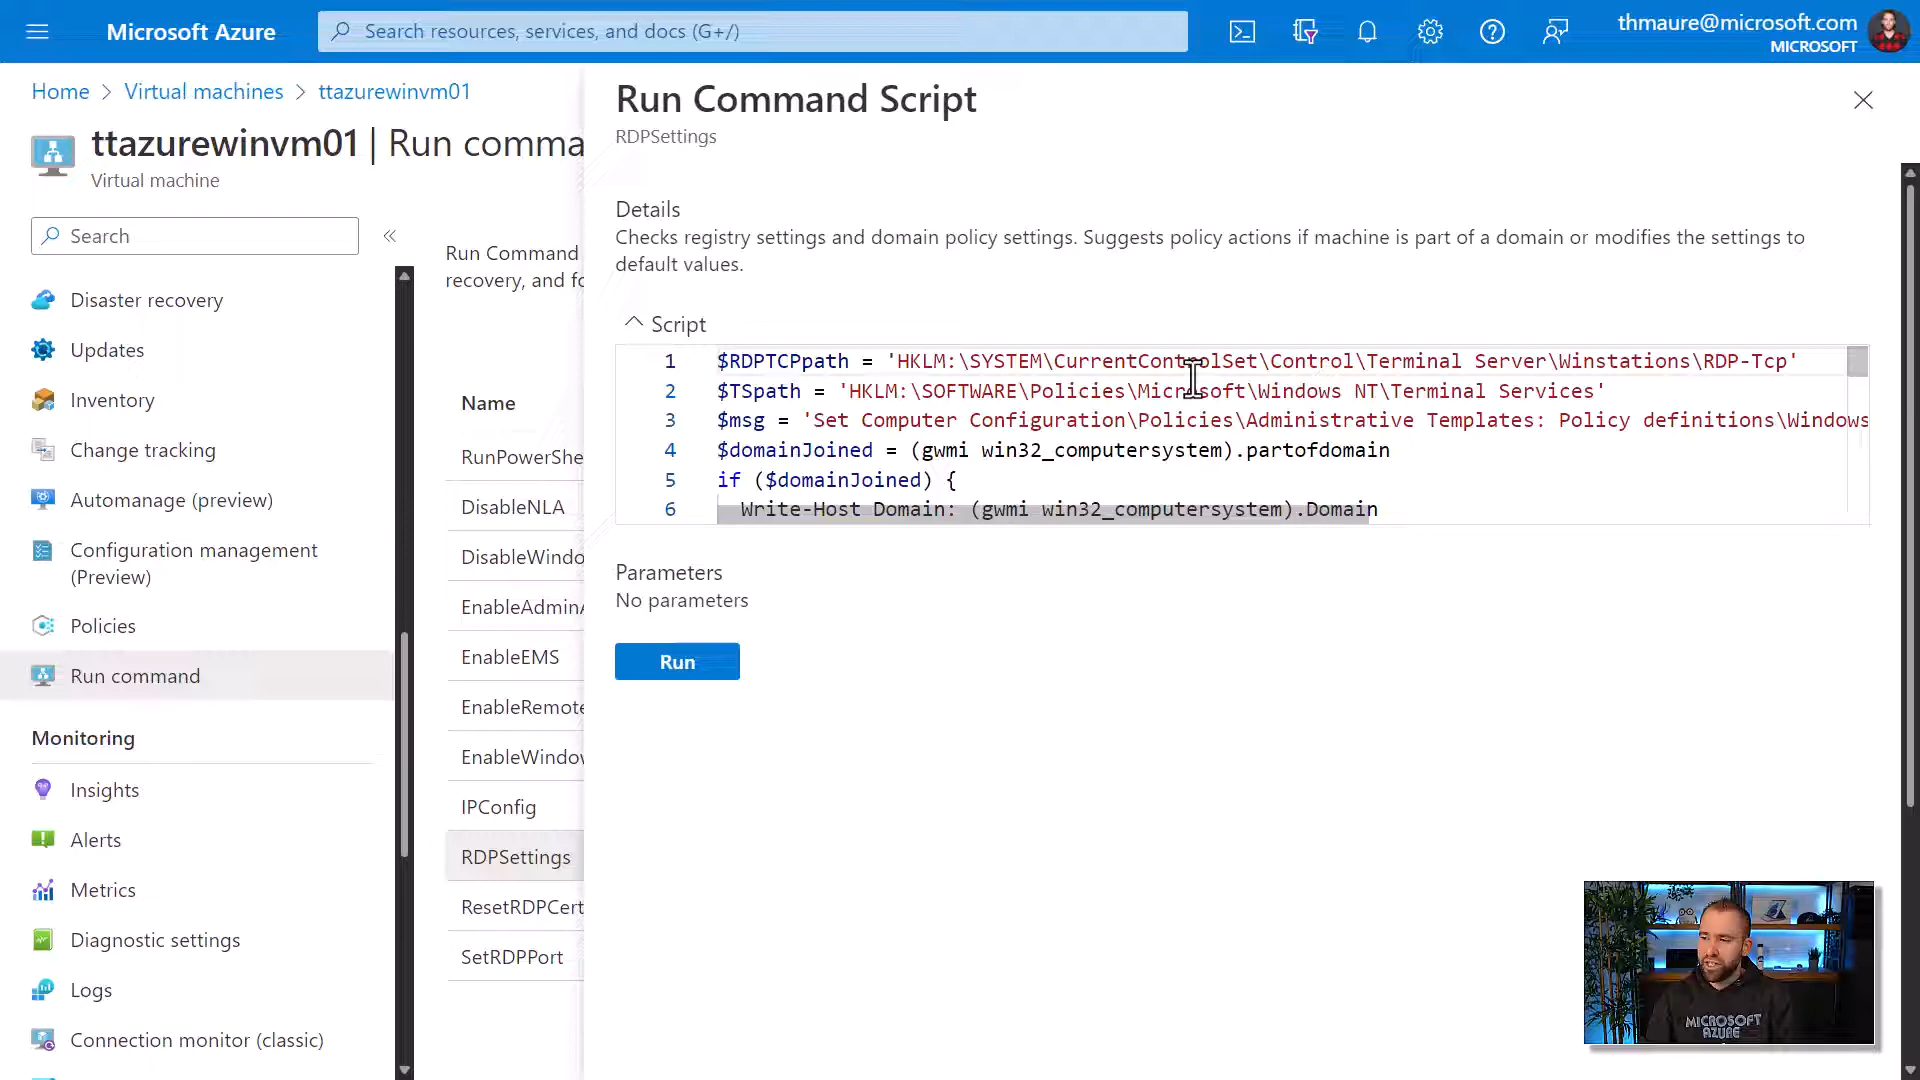 Microsoft Azure
Search resources, services, and docs (G+/)
thmaure@microsoft.com
MICROSOFT
Home > Virtual machines > ttazurewinvm01
ttazurewinvm01 | Run comma
Virtual machine
Search
«
Disaster recovery
Updates
Inventory
Change tracking
Automanage (preview)
Configuration management
(Preview)
Policies
Run command
Monitoring
Insights
Alerts
Metrics
Diagnostic settings
Logs
Connection monitor (classic)
Run Command
recovery, and fo
Name
RunPowerShe
DisableNLA
DisableWindo
EnableAdminA
EnableEMS
EnableRemote
EnableWindow
IPConfig
RDPSettings
ResetRDPCert
SetRDPPort
Run Command Script
RDPSettings
Details
Checks registry settings and domain policy settings. Suggests policy actions if machine is part of a domain or modifies the settings to
default values.
Script
1 $RDPTCPpath = 'HKLM:\SYSTEM\CurrentControlSet\Control\Terminal Server\Winstations\RDP-Tcp'
2 $TSpath = 'HKLM:\SOFTWARE\Policies\Microsoft\Windows NT\Terminal Services'
3 $msg = 'Set Computer Configuration\Policies\Administrative Templates: Policy definitions\Windows
4 $domainJoined = (gwmi win32_computersystem).partofdomain
5 if ($domainJoined) {
6 Write-Host Domain: (gwmi win32_computersystem).Domain
Parameters
No parameters
Run
MICROSOFT
AZURE